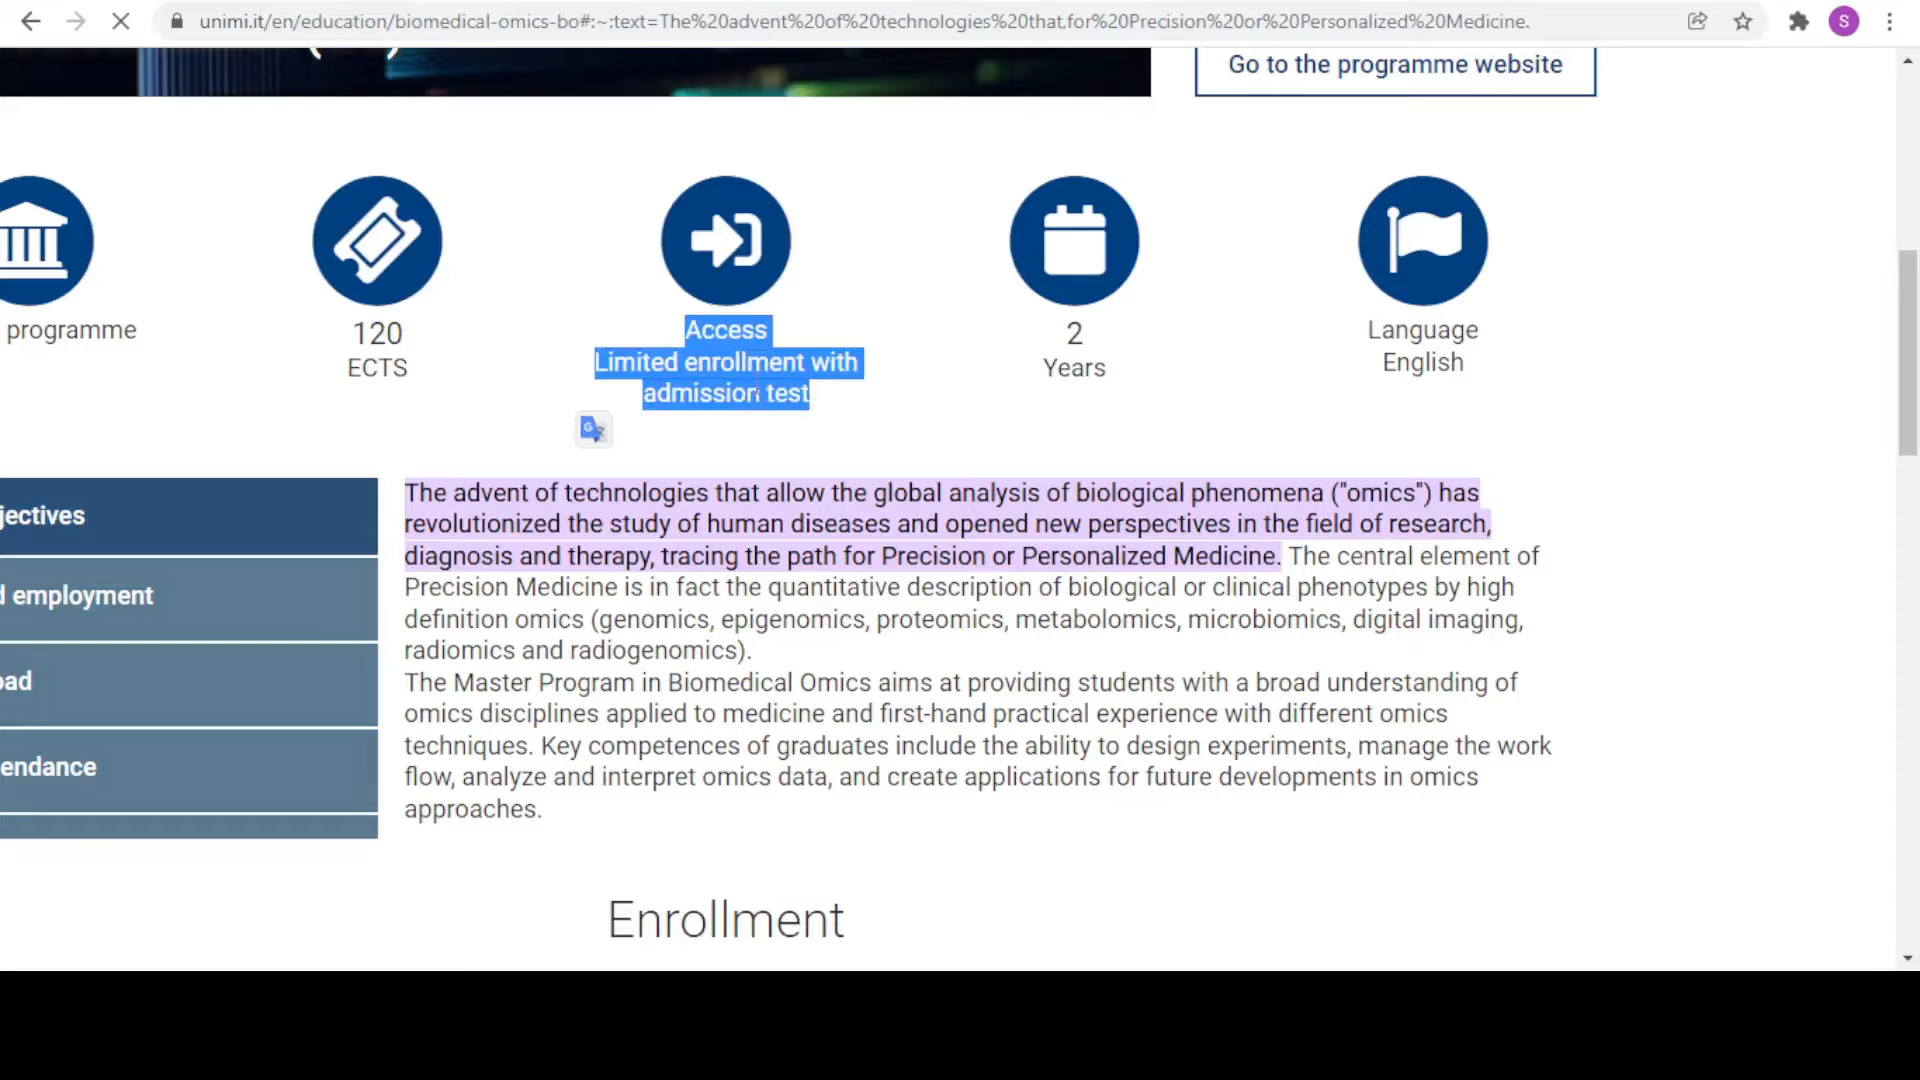 unimi.it/en/education/biomedical-omics-bo#:~:text=The%20advent%20of%20technologies%20that,for%20Precision%20or%20Personalized%20Medicine.
S
Go to the programme website
programme
120
ECTS
Access
Limited enrollment with
admission test
2
Years
Language
English
jectives
d employment
oad
endance
The advent of technologies that allow the global analysis of biological phenomena ("omics") has
revolutionized the study of human diseases and opened new perspectives in the field of research,
diagnosis and therapy, tracing the path for Precision or Personalized Medicine. The central element of
Precision Medicine is in fact the quantitative description of biological or clinical phenotypes by high
definition omics (genomics, epigenomics, proteomics, metabolomics, microbiomics, digital imaging,
radiomics and radiogenomics).
The Master Program in Biomedical Omics aims at providing students with a broad understanding of
omics disciplines applied to medicine and first-hand practical experience with different omics
techniques. Key competences of graduates include the ability to design experiments, manage the work
flow, analyze and interpret omics data, and create applications for future developments in omics
approaches.
Enrollment